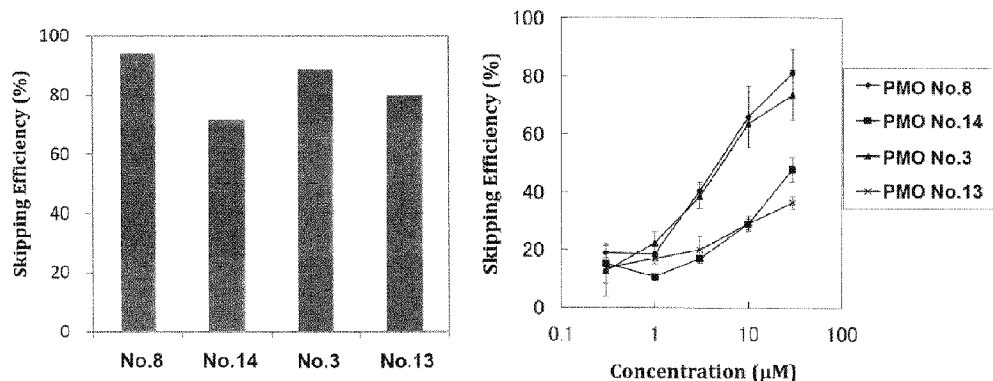 Skipping Efficiency (%)
100
80
60
40
20
0
No.8 No.14 No.3 No.13
Skipping Efficiency (%)
100
80
60
40
20
0
0.1 1 10 100
Concentration (µM)
PMO No.8
PMO No.14
PMO No.3
PMO No.13